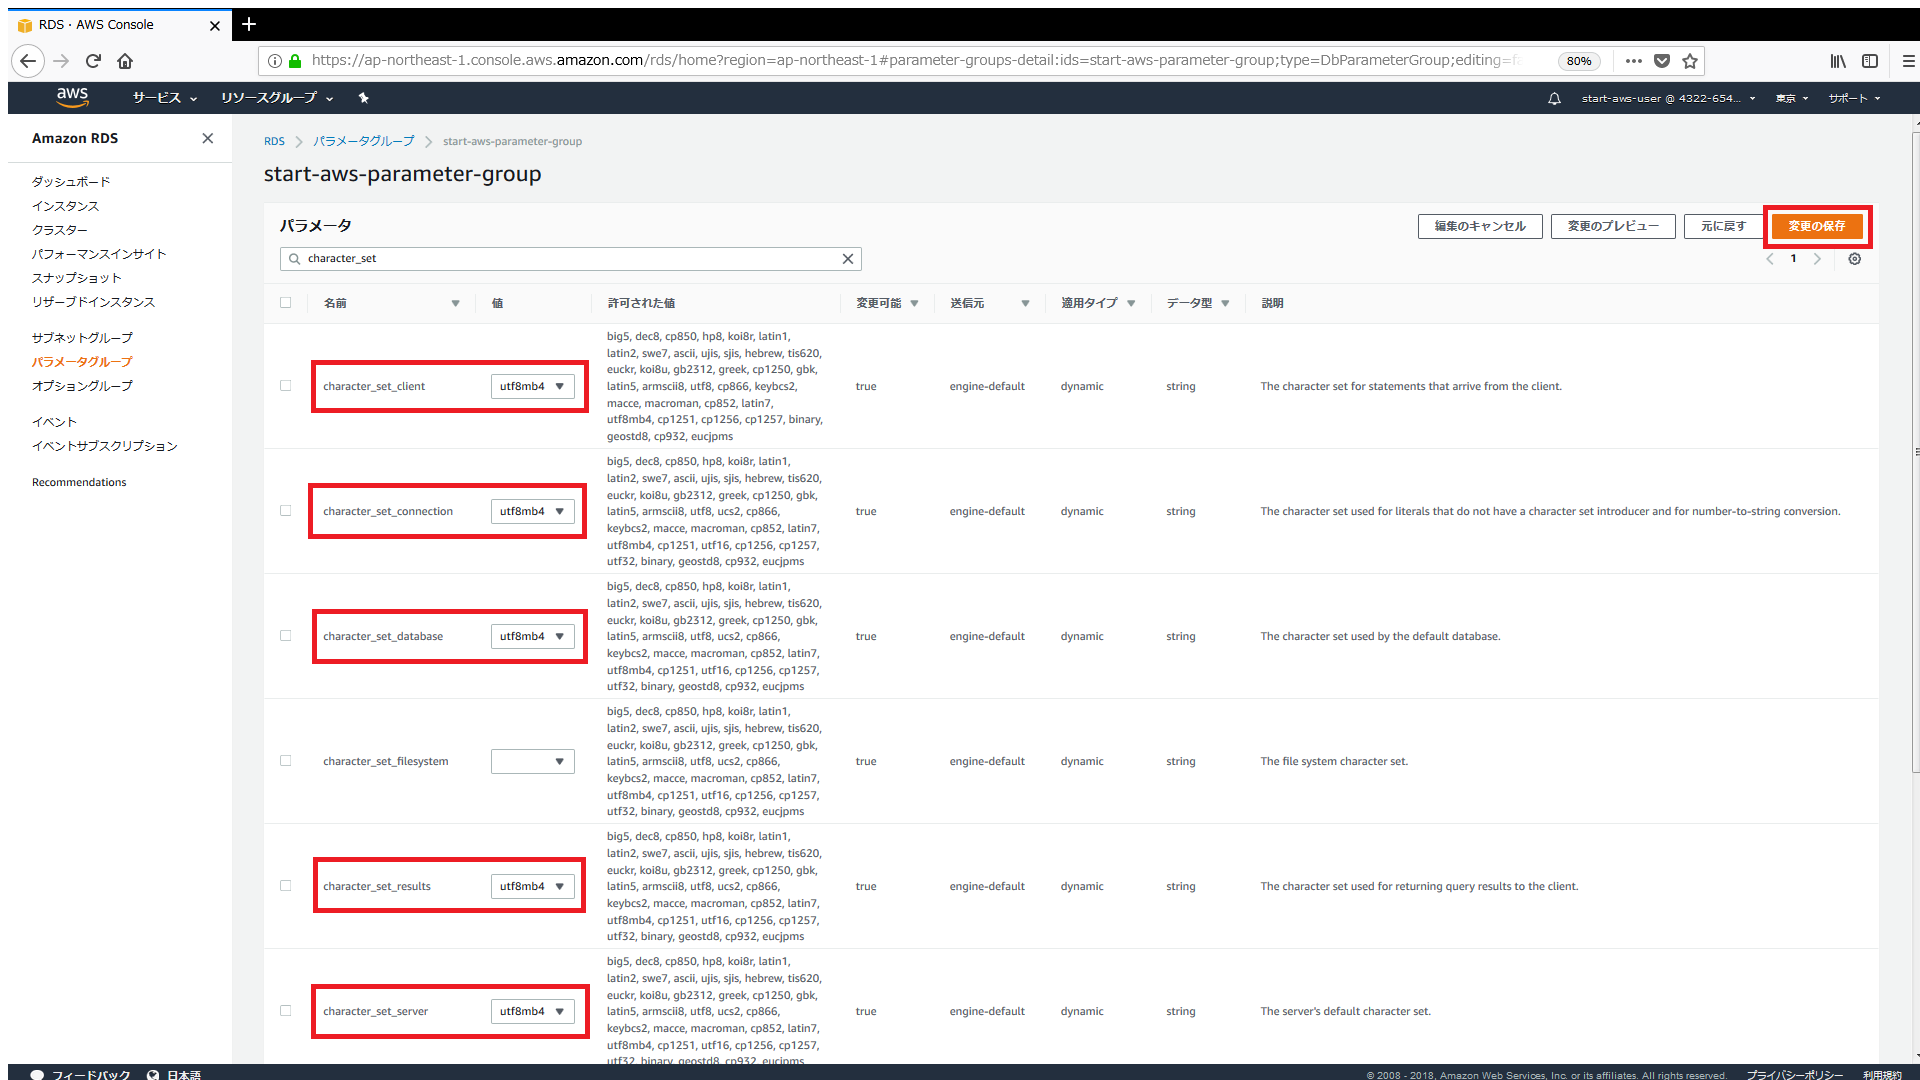 RDS · AWS Console
https://ap-northeast-1.console.aws.amazon.com/rds/home?region=ap-northeast-1#parameter-groups-detail:ids=start-aws-parameter-group;type=DbParameterGroup;editing=
80%
aws
サービス
リソースグループ
start-aws-user @ 4322-654...
東京
サポート
Amazon RDS
ダッシュボード
インスタンス
クラスター
パフォーマンスインサイト
スナップショット
リザーブドインスタンス
サブネットグループ
パラメータグループ
オプショングループ
イベント
イベントサブスクリプション
Recommendations
RDS
パラメータグループ
start-aws-parameter-group
start-aws-parameter-group
パラメータ
編集のキャンセル
変更のプレビュー
元に戻す
変更の保存
character_set
1
名前
値
許可された値
変更可能
送信元
適用タイプ
データ型
説明
character_set_client
utf8mb4
big5, dec8, cp850, hp8, koi8r, latin1,
latin2, swe7, ascii, ujis, sjis, hebrew, tis620,
euckr, koi8u, gb2312, greek, cp1250, gbk,
latin5, armscii8, utf8, cp866, keybcs2,
macce, macroman, cp852, latin7,
utf8mb4, cp1251, cp1256, cp1257, binary,
geostd8, cp932, eucjpms
true
engine-default
dynamic
string
The character set for statements that arrive from the client.
character_set_connection
utf8mb4
big5, dec8, cp850, hp8, koi8r, latin1,
latin2, swe7, ascii, ujis, sjis, hebrew, tis620,
euckr, koi8u, gb2312, greek, cp1250, gbk,
latin5, armscii8, utf8, ucs2, cp866,
keybcs2, macce, macroman, cp852, latin7,
utf8mb4, cp1251, utf16, cp1256, cp1257,
utf32, binary, geostd8, cp932, eucjpms
true
engine-default
dynamic
string
The character set used for literals that do not have a character set introducer and for number-to-string conversion.
character_set_database
utf8mb4
big5, dec8, cp850, hp8, koi8r, latin1,
latin2, swe7, ascii, ujis, sjis, hebrew, tis620,
euckr, koi8u, gb2312, greek, cp1250, gbk,
latin5, armscii8, utf8, ucs2, cp866,
keybcs2, macce, macroman, cp852, latin7,
utf8mb4, cp1251, utf16, cp1256, cp1257,
utf32, binary, geostd8, cp932, eucjpms
true
engine-default
dynamic
string
The character set used by the default database.
character_set_filesystem
big5, dec8, cp850, hp8, koi8r, latin1,
latin2, swe7, ascii, ujis, sjis, hebrew, tis620,
euckr, koi8u, gb2312, greek, cp1250, gbk,
latin5, armscii8, utf8, ucs2, cp866,
keybcs2, macce, macroman, cp852, latin7,
utf8mb4, cp1251, utf16, cp1256, cp1257,
utf32, binary, geostd8, cp932, eucjpms
true
engine-default
dynamic
string
The file system character set.
character_set_results
utf8mb4
big5, dec8, cp850, hp8, koi8r, latin1,
latin2, swe7, ascii, ujis, sjis, hebrew, tis620,
euckr, koi8u, gb2312, greek, cp1250, gbk,
latin5, armscii8, utf8, ucs2, cp866,
keybcs2, macce, macroman, cp852, latin7,
utf8mb4, cp1251, utf16, cp1256, cp1257,
utf32, binary, geostd8, cp932, eucjpms
true
engine-default
dynamic
string
The character set used for returning query results to the client.
character_set_server
utf8mb4
big5, dec8, cp850, hp8, koi8r, latin1,
latin2, swe7, ascii, ujis, sjis, hebrew, tis620,
euckr, koi8u, gb2312, greek, cp1250, gbk,
latin5, armscii8, utf8, ucs2, cp866,
keybcs2, macce, macroman, cp852, latin7,
utf8mb4, cp1251, utf16, cp1256, cp1257,
utf32, binary, geostd8, cp932, eucjpms
true
engine-default
dynamic
string
The server's default character set.
フィードバック
日本語
© 2008 - 2018, Amazon Web Services, Inc. or its affiliates. All rights reserved.
プライバシーポリシー
利用規約